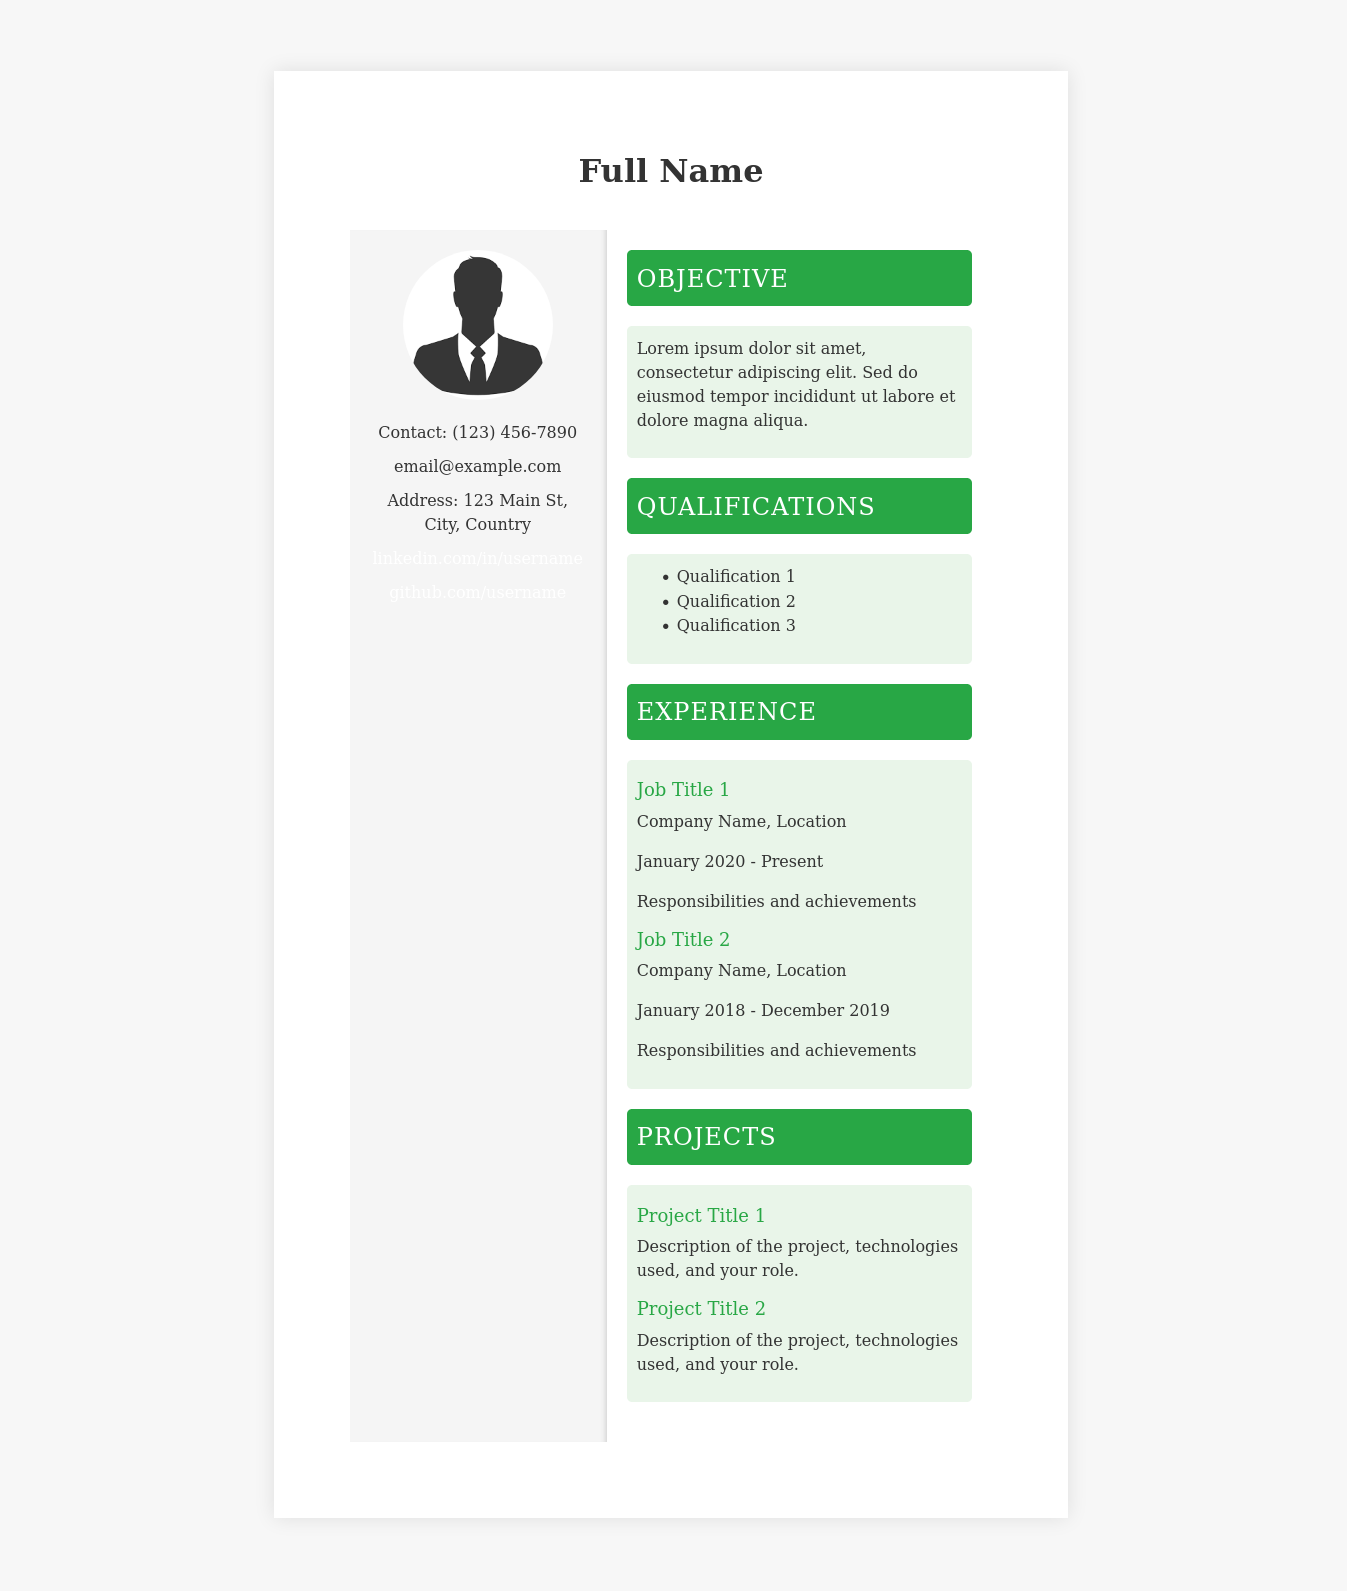 Full Name
Contact: (123) 456-7890
email@example.com
Address: 123 Main St,
City, Country
linkedin.com/in/username
github.com/username
OBJECTIVE
Lorem ipsum dolor sit amet,
consectetur adipiscing elit. Sed do
eiusmod tempor incididunt ut labore et
dolore magna aliqua.
QUALIFICATIONS
• Qualification 1
• Qualification 2
• Qualification 3
EXPERIENCE
Job Title 1
Company Name, Location
January 2020 - Present
Responsibilities and achievements
Job Title 2
Company Name, Location
January 2018 - December 2019
Responsibilities and achievements
PROJECTS
Project Title 1
Description of the project, technologies
used, and your role.
Project Title 2
Description of the project, technologies
used, and your role.